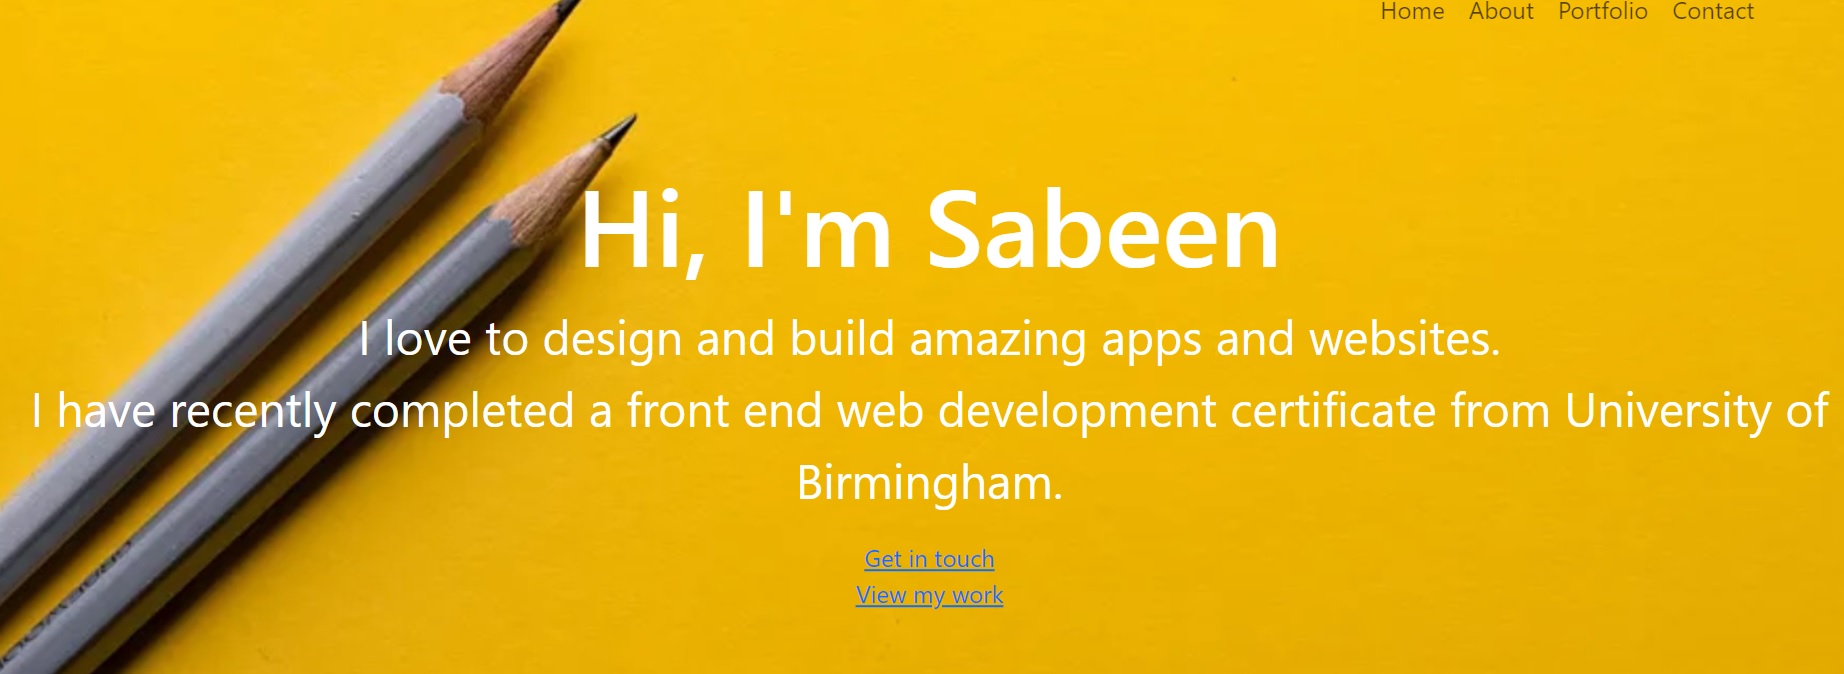 Home About Portfolio Contact
Hi, I'm Sabeen
I love to design and build amazing apps and websites.
I have recently completed a front end web development certificate from University of
Birmingham.
Get in touch
View my work